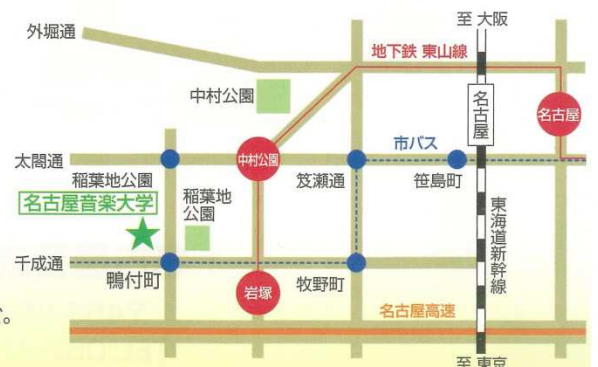 至 大阪
外堀通
地下鉄 東山線
中村公園
名古屋
名古屋
市バス
太閤通
中村公園
稲葉地公園
笈瀬通
笹島町
名古屋音楽大学
稲葉地
公園
東海道新幹線
千成通
鴨付町
岩塚
牧野町
名古屋高速
。
至 東京